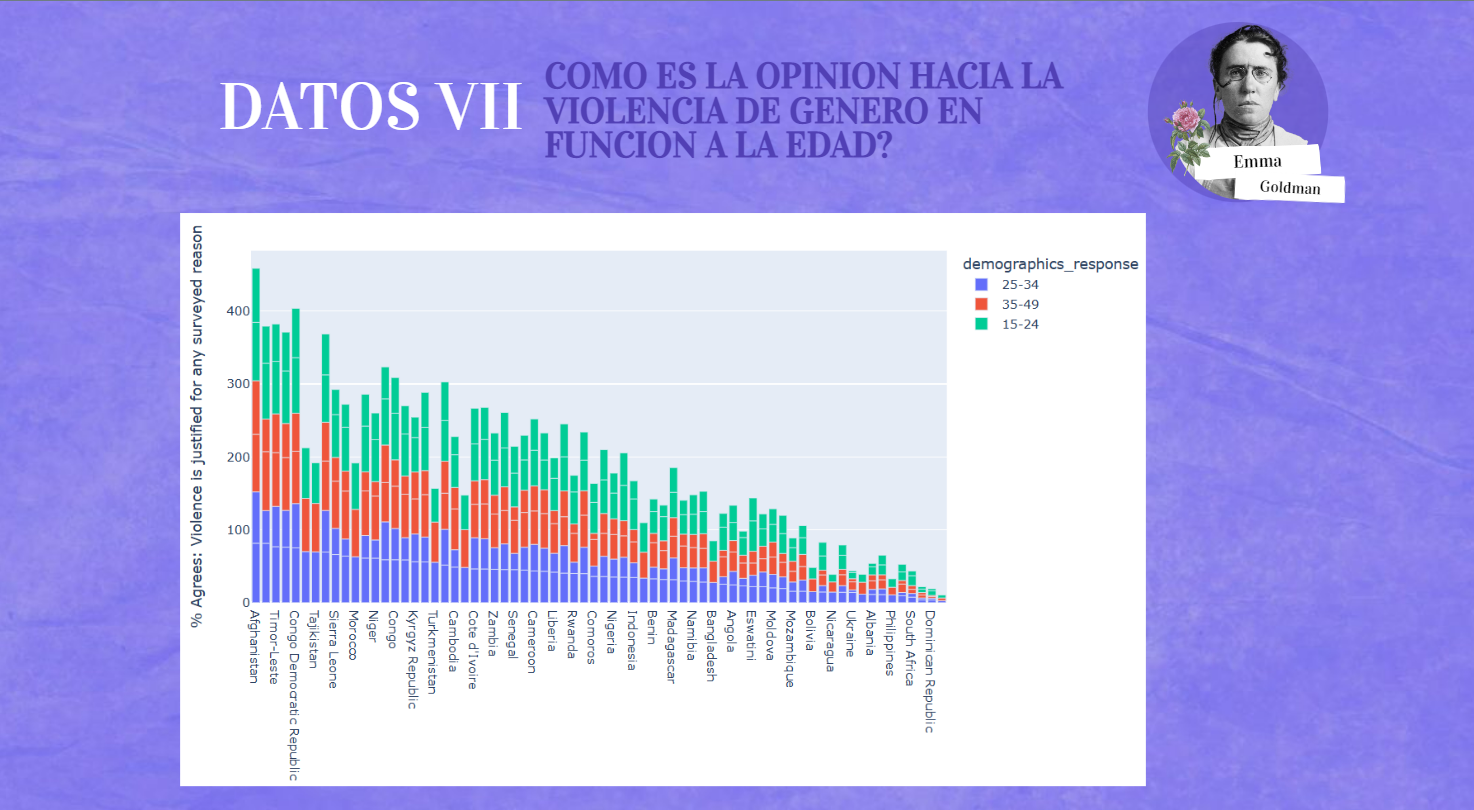 DATOS VII
COMO ES LA OPINION HACIA LA
VIOLENCIA DE GENERO EN
FUNCION A LA EDAD?
Emma
Goldman
% Agrees: Violence is justified for any surveyed reason
400
300
200
100
0
demographics_response
25-34
35-49
15-24
Afghanistan
Timor-Leste
Congo Democratic Republic
Tajikistan
Sierra Leone
Morocco
Niger
Congo
Kyrgyz Republic
Turkmenistan
Cambodia
Cote d'Ivoire
Zambia
Senegal
Cameroon
Liberia
Rwanda
Comoros
Nigeria
Indonesia
Benin
Madagascar
Namibia
Bangladesh
Angola
Eswatini
Moldova
Mozambique
Bolivia
Nicaragua
Ukraine
Albania
Philippines
South Africa
Dominican Republic